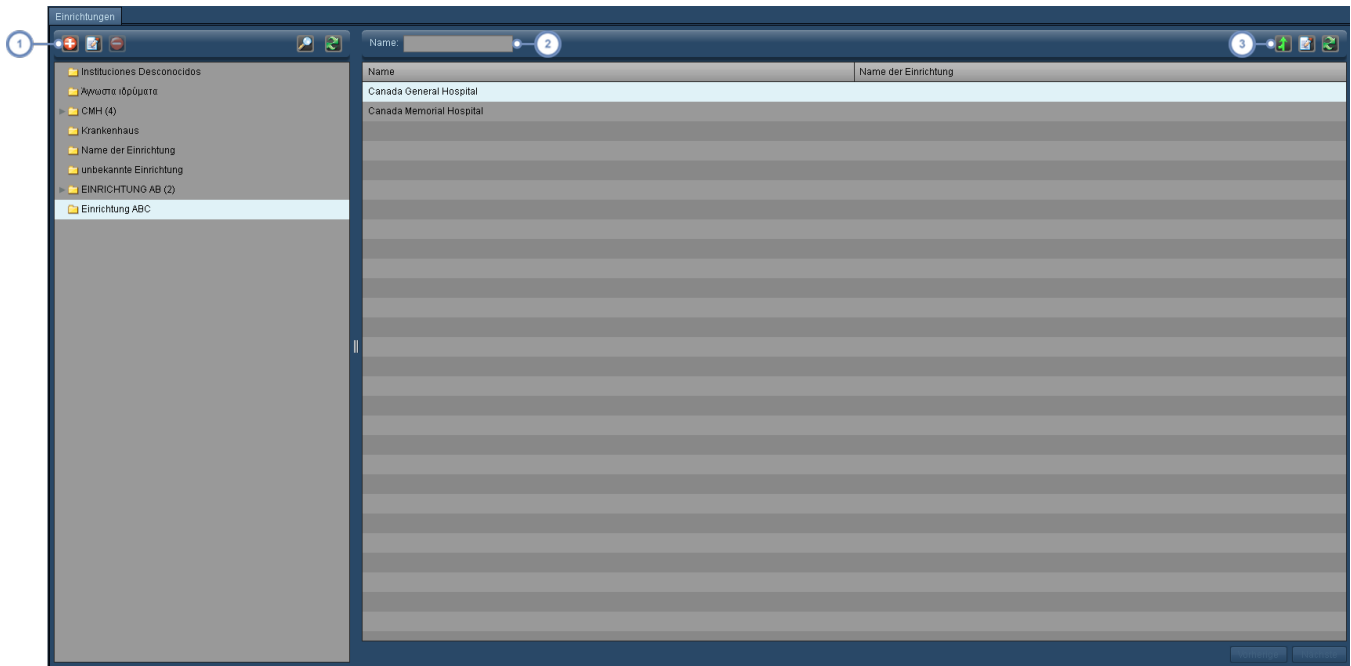 Einrichtungen
1
Name:
2
3
Instituciones Desconocidos
Άγνωστα ιδρύματα
CMH (4)
Krankenhaus
Name der Einrichtung
unbekannte Einrichtung
EINRICHTUNG AB (2)
Einrichtung ABC
Name Name der Einrichtung
Canada General Hospital
Canada Memorial Hospital